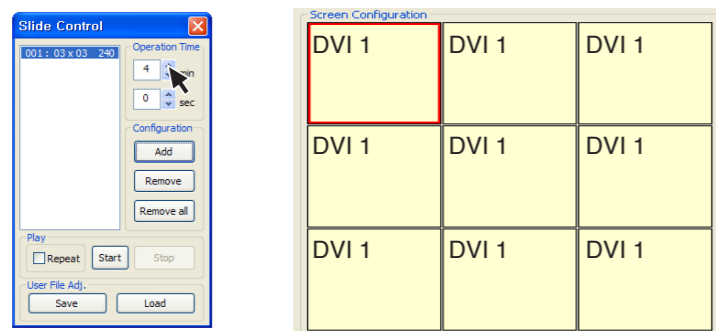 Slide Control
001 : 03 x 03 240
Operation Time
4 min
0 sec
Configuration
Add
Remove
Remove all
Play
Repeat Start Stop
User File Adj.
Save Load
Screen Configuration
DVI 1 DVI 1 DVI 1
DVI 1 DVI 1 DVI 1
DVI 1 DVI 1 DVI 1